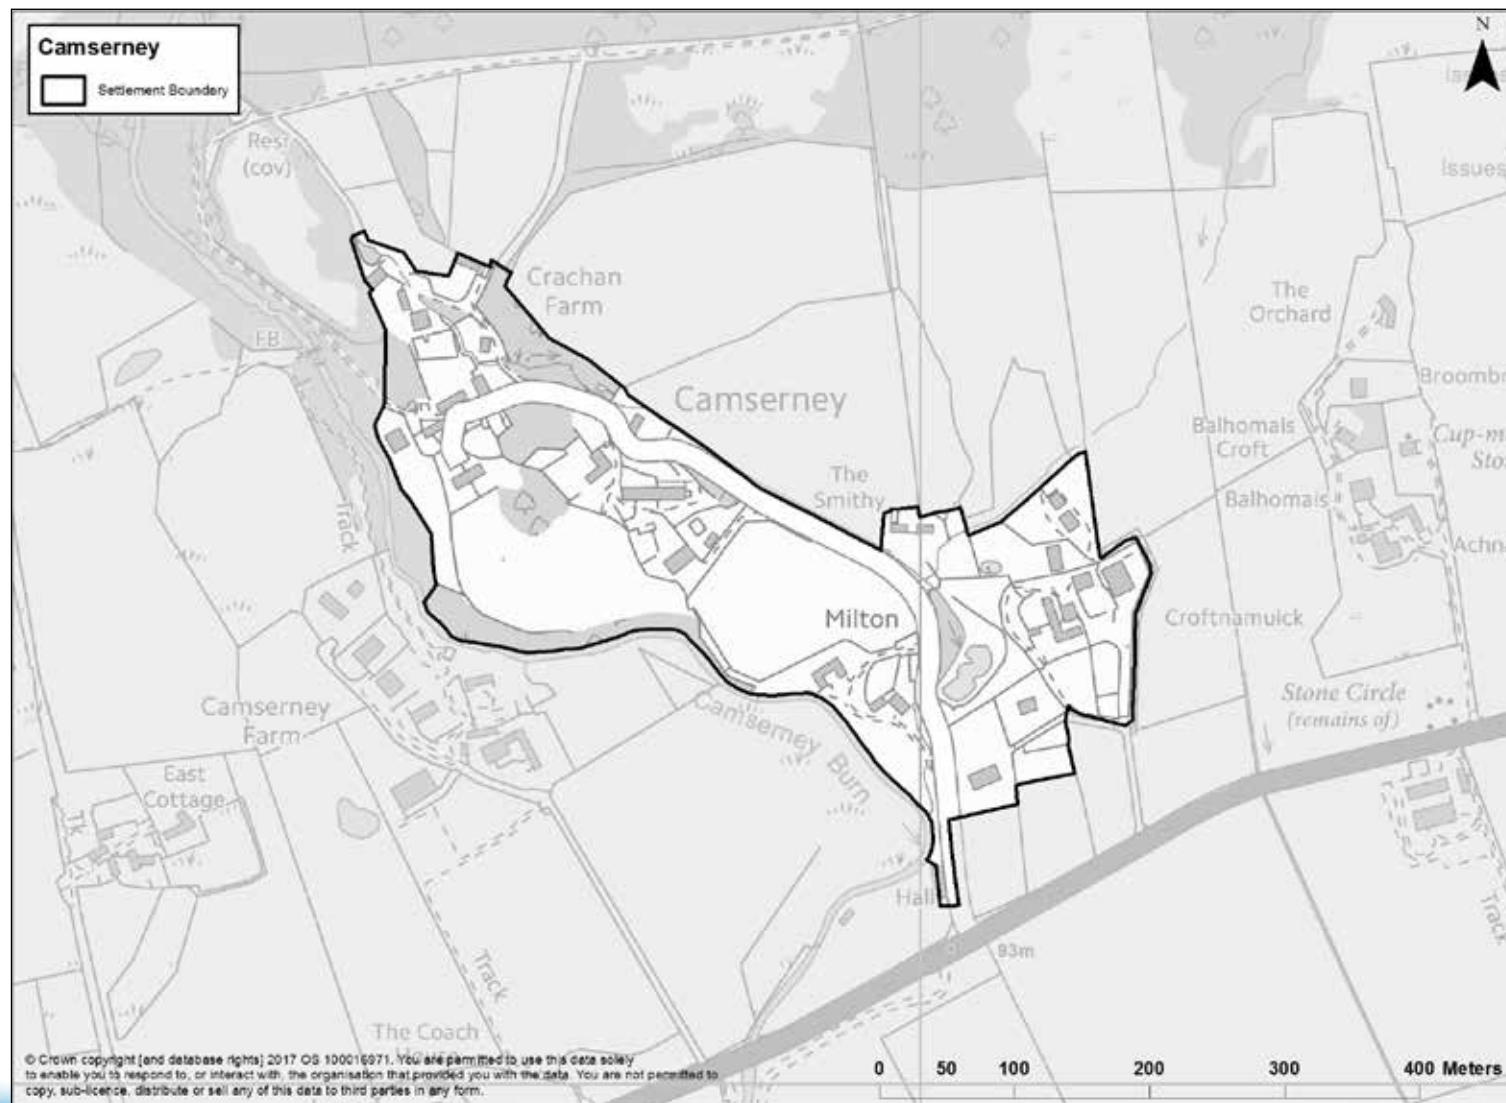 Camserney
Settlement Boundary
N
Resr
(cov)
Issues
Crachan
Farm
The
Orchard
FB
Camserney
Balhomais
Croft
The
Smithy
Balhomais
Track
Milton
Croftnamuick
Stone Circle
(remains of)
Camserney
Farm
Camserney Burn
East
Cottage
Tk
Hall
Track
Track
93m
The Coach
© Crown copyright [and database rights] 2017 OS 100016971. You are permitted to use this data solely
to enable you to respond to, or interact with, the organisation that provided you with the data. You are not permitted to
copy, sub-licence, distribute or sell any of this data to third parties in any form.
0 50 100 200 300 400 Meters